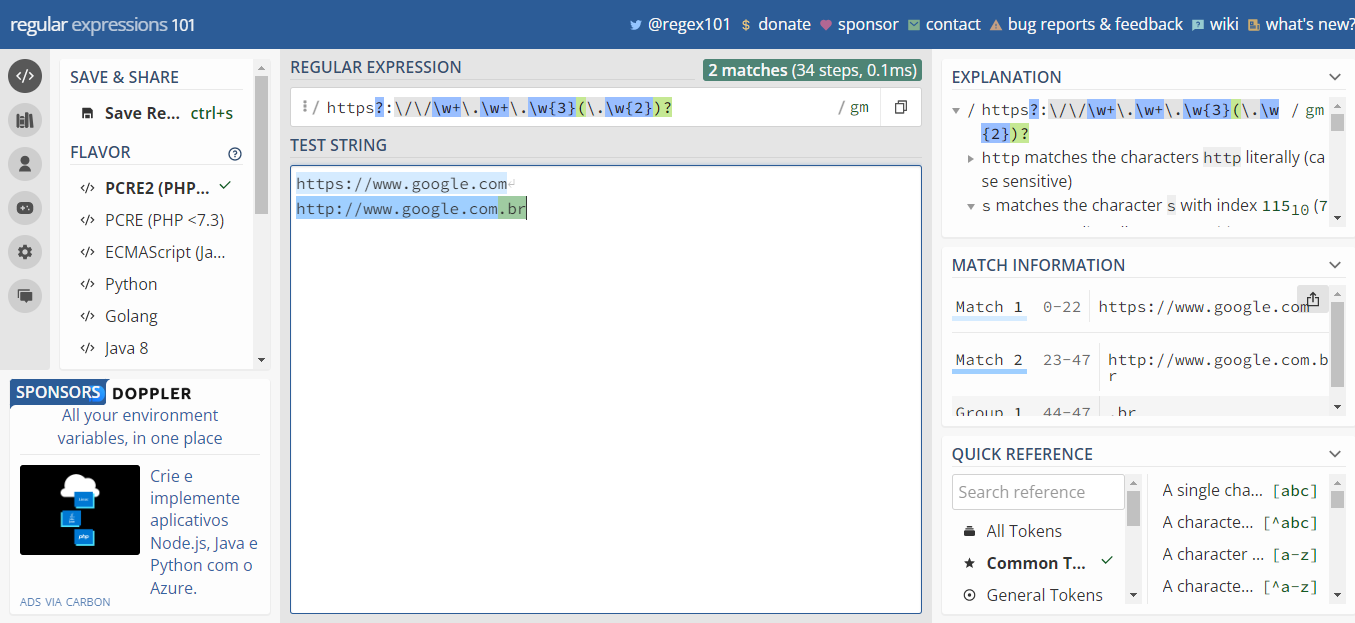 regular expressions 101
@regex101 $ donate sponsor contact bug reports & feedback wiki what's new?
SAVE & SHARE
Save Re... ctrl+s
FLAVOR
</> PCRE2 (PHP...
</> PCRE (PHP <7.3)
</> ECMAScript (Ja...
</> Python
</> Golang
</> Java 8
SPONSORS DOPPLER
All your environment
variables, in one place
Crie e
implemente
aplicativos
Node.js, Java e
Python com o
Azure.
php
ADS VIA CARBON
REGULAR EXPRESSION
2 matches (34 steps, 0.1ms)
/ https?:\/\/\w+\.\w+\.\w{3}(\.\w{2})? / gm
TEST STRING
https://www.google.com
http://www.google.com.br
EXPLANATION
/ https?:\/\/\w+\.\w+\.\w{3}(\.\w / gm
{2})?
http matches the characters http literally (ca
se sensitive)
s matches the character s with index 115₁₀ (7
MATCH INFORMATION
Match 1 0-22 https://www.google.com
Match 2 23-47 http://www.google.com.b
r
Group 1 44-47 .br
QUICK REFERENCE
Search reference
All Tokens
Common T...
General Tokens
A single cha... [abc]
A characte... [^abc]
A character ... [a-z]
A characte... [^a-z]